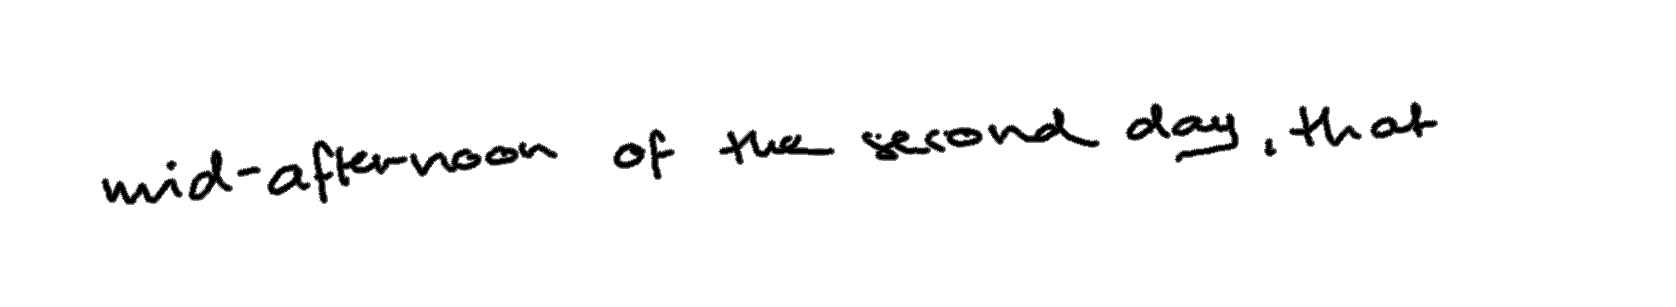 mid-afternoon of the second day, that